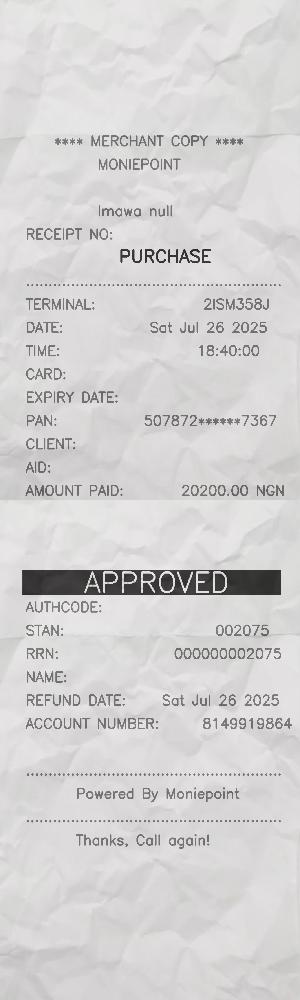 **** MERCHANT COPY ****
MONIEPOINT
Imawa null
RECEIPT NO:
PURCHASE
TERMINAL: 2ISM358J
DATE: Sat Jul 26 2025
TIME: 18:40:00
CARD:
EXPIRY DATE:
PAN: 507872******7367
CLIENT:
AID:
AMOUNT PAID: 20200.00 NGN
APPROVED
AUTHCODE:
STAN: 002075
RRN: 000000002075
NAME:
REFUND DATE: Sat Jul 26 2025
ACCOUNT NUMBER: 8149919864
Powered By Moniepoint
Thanks, Call again!